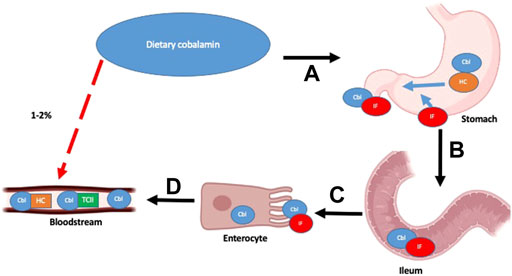 Dietary cobalamin
A
Cbl
HC
Cbl
IF
IF
Stomach
1-2%
B
D
C
Cbl HC Cbl TCII Cbl
Bloodstream
Cbl
Cbl
IF
Enterocyte
Cbl
IF
Ileum